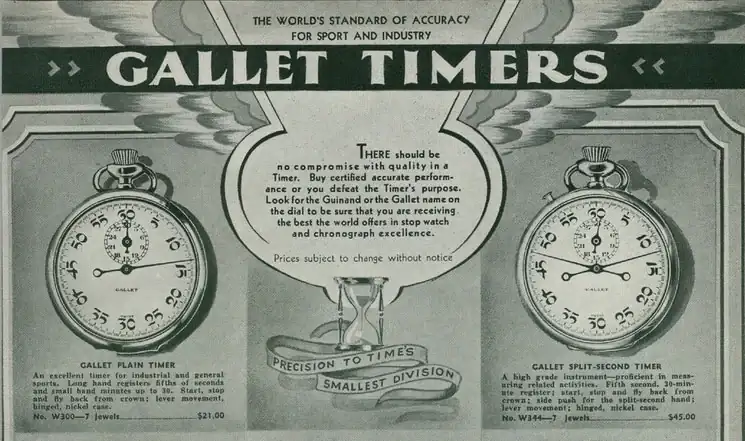 THE WORLD'S STANDARD OF ACCURACY
FOR SPORT AND INDUSTRY
GALLET TIMERS
THERE should be
no compromise with quality in a
Timer. Buy certified accurate perform-
ance or you defeat the Timer's purpose.
Look for the Guinand or the Gallet name on
the dial to be sure that you are receiving
the best the world offers in stop watch
and chronograph excellence.
Prices subject to change without notice
GALLET
GALLET
PRECISION TO TIME'S
SMALLEST DIVISION
GALLET PLAIN TIMER
An excellent timer for industrial and general
sports. Long hand registers fifths of seconds
and small hand minutes up to 30. Start, stop
and fly back from crown; lever movement,
hinged, nickel case.
No. W300—7 Jewels $21.00
GALLET SPLIT-SECOND TIMER
A high grade instrument—proficient in meas-
uring related activities. Fifth second, 30-min-
ute register; start, stop and fly back from
crown; side push for the split-second hand;
lever movement; hinged, nickel case.
No. W344—7 Jewels $45.00